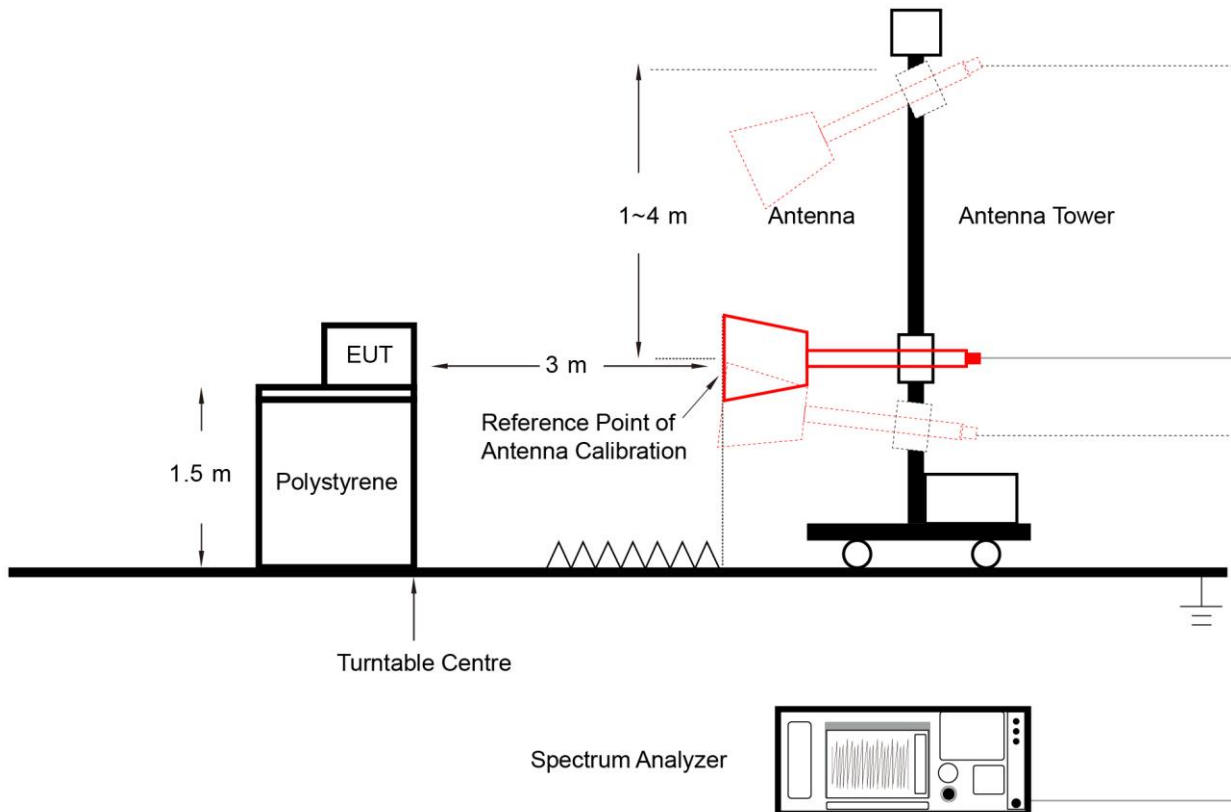 1~4 m
Antenna
Antenna Tower
EUT
3 m
Reference Point of
Antenna Calibration
1.5 m
Polystyrene
Turntable Centre
Spectrum Analyzer